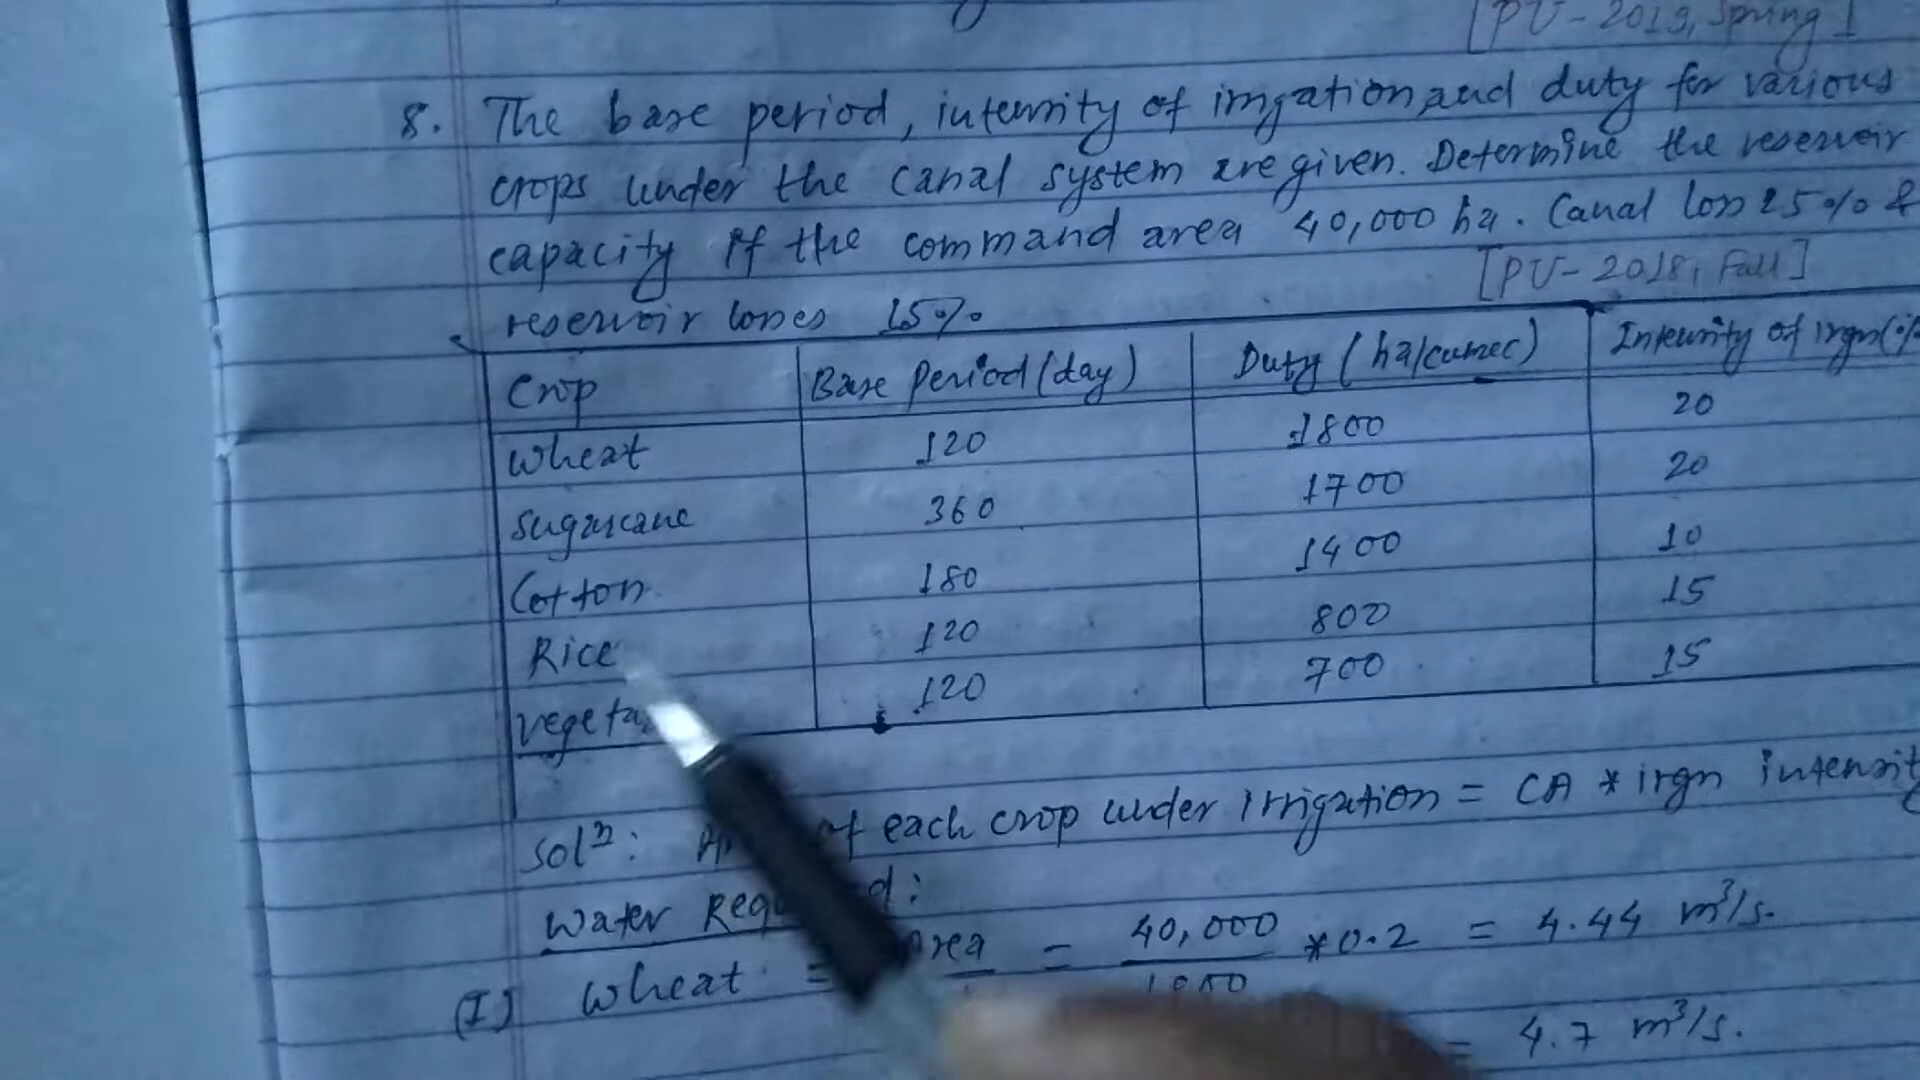 [PU-2019, Spring]
8. The base period, intensity of irrigation, and duty for various
crops under the canal system are given. Determine the reservoir
capacity if the command area 40,000 ha. Canal loss 25% &
reservoir losses 15% [PU-2018, Fall]
Crop Base Period (day) Duty (ha/cumec) Intensity of irgn (%
Wheat 120 1800 20
Sugarcane 360 1700 20
Cotton 180 1400 10
Rice 120 800 15
vegeta 120 700 15
Solⁿ: of each crop under irrigation = CA * irgn intensit
Water Req d:
(I) Wheat = Area = 40,000 / 1800 * 0.2 = 4.44 m³/s.
= 4.7 m³/s.